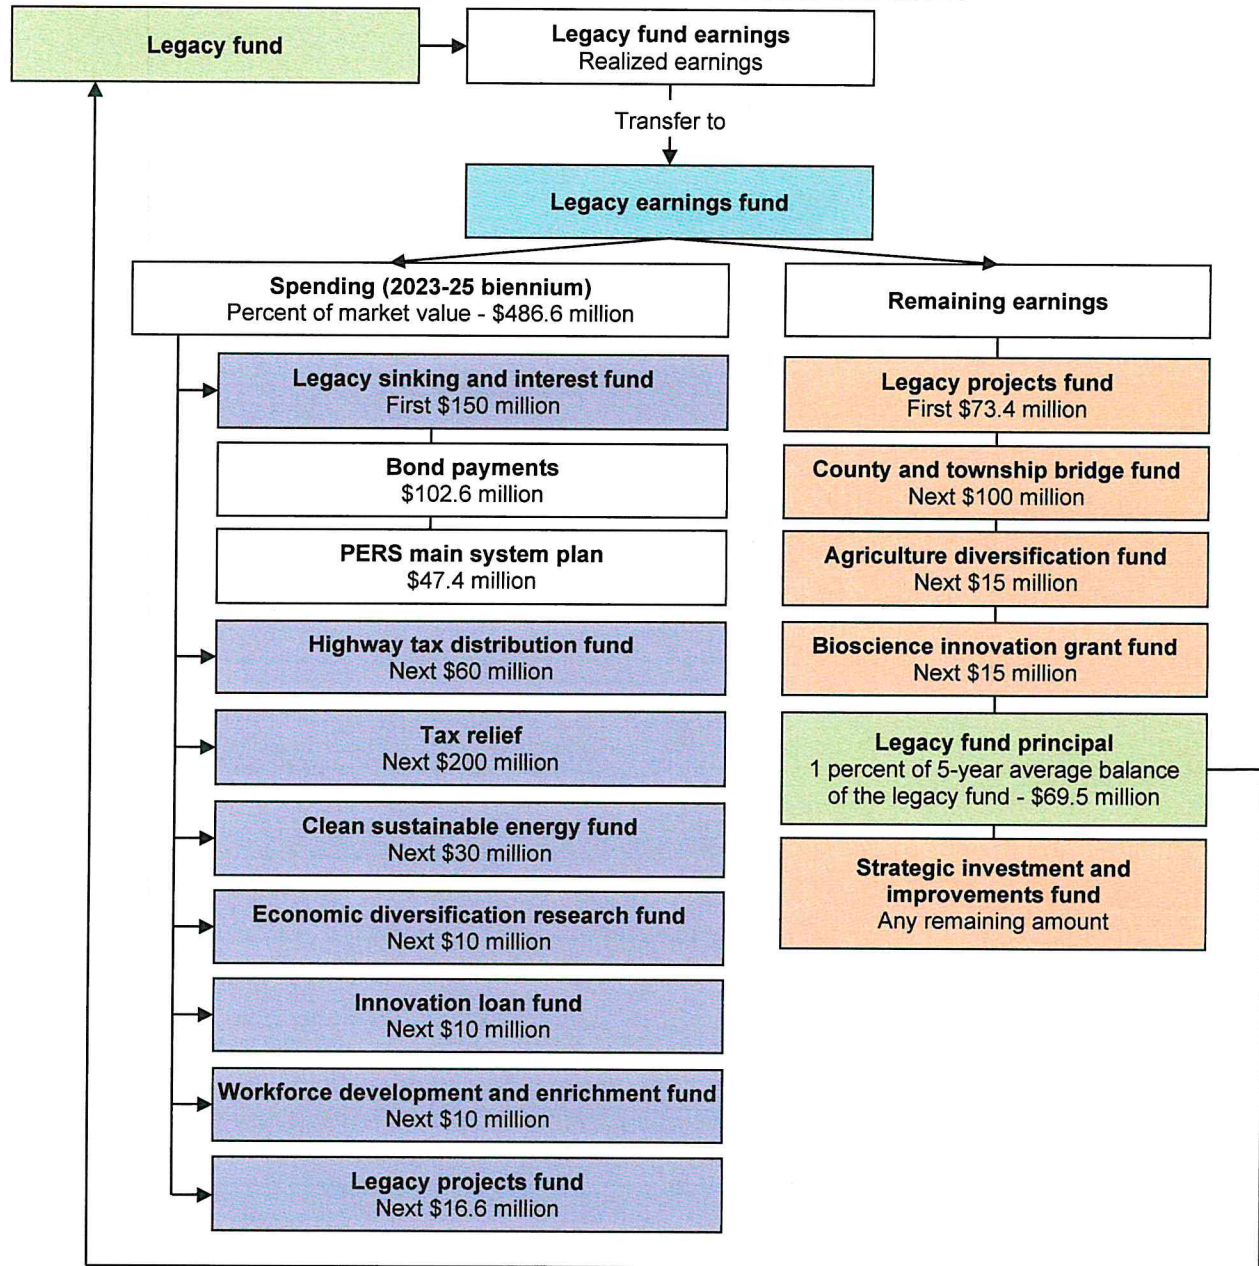 Legacy fund
Legacy fund earnings
Realized earnings
Transfer to
Legacy earnings fund
Spending (2023-25 biennium)
Percent of market value - $486.6 million
Legacy sinking and interest fund
First $150 million
Bond payments
$102.6 million
PERS main system plan
$47.4 million
Highway tax distribution fund
Next $60 million
Tax relief
Next $200 million
Clean sustainable energy fund
Next $30 million
Economic diversification research fund
Next $10 million
Innovation loan fund
Next $10 million
Workforce development and enrichment fund
Next $10 million
Legacy projects fund
Next $16.6 million
Remaining earnings
Legacy projects fund
First $73.4 million
County and township bridge fund
Next $100 million
Agriculture diversification fund
Next $15 million
Bioscience innovation grant fund
Next $15 million
Legacy fund principal
1 percent of 5-year average balance
of the legacy fund - $69.5 million
Strategic investment and
improvements fund
Any remaining amount